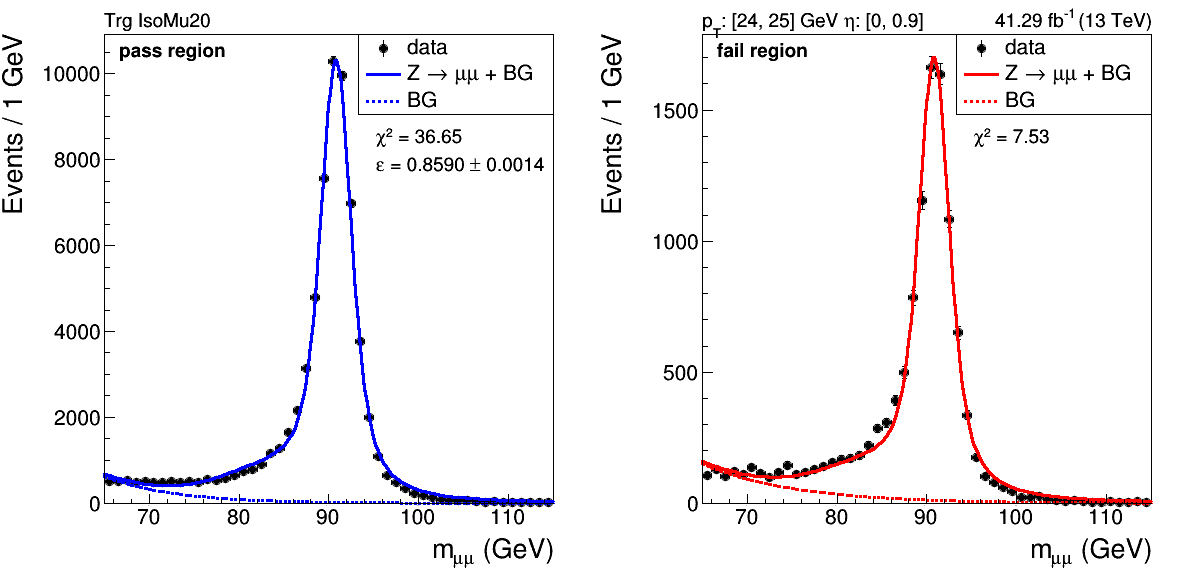 Trg IsoMu20
pass region
data
Z → μμ + BG
BG
χ² = 36.65
ε = 0.8590 ± 0.0014
Events / 1 GeV
10000
8000
6000
4000
2000
0
70 80 90 100 110
m_μμ (GeV)
p_T: [24, 25] GeV η: [0, 0.9]
41.29 fb⁻¹ (13 TeV)
fail region
data
Z → μμ + BG
BG
χ² = 7.53
Events / 1 GeV
1500
1000
500
0
70 80 90 100 110
m_μμ (GeV)